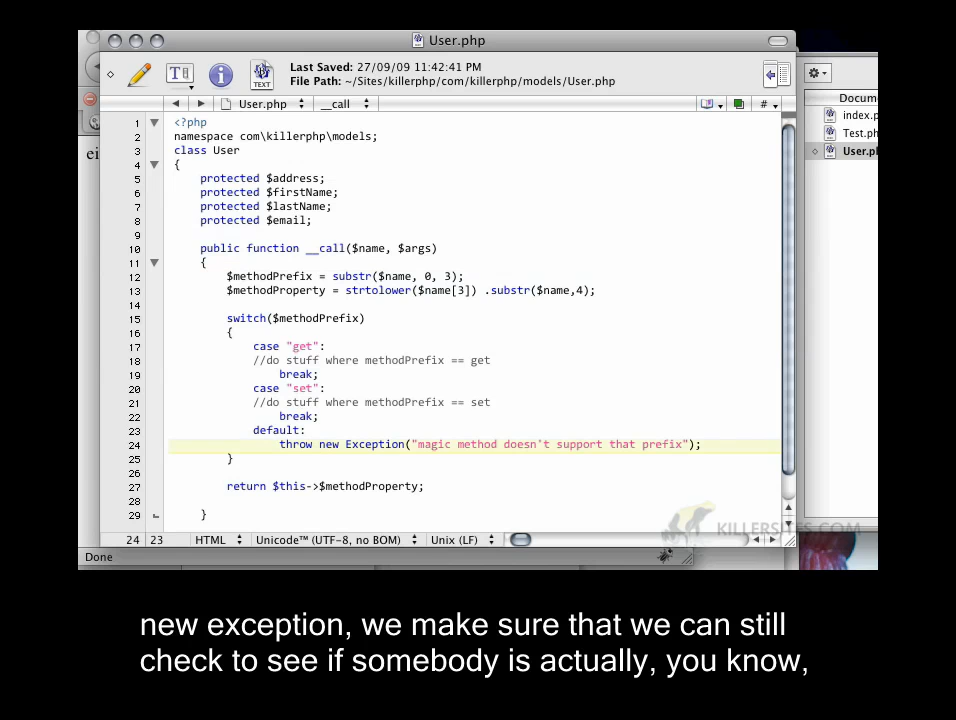 User.php
Last Saved: 27/09/09 11:42:41 PM
File Path: ~/Sites/killerphp/com/killerphp/models/User.php
TEXT
User.php
__call
#
Docum
index.p
Test.ph
User.pl
ei
1 <?php
2 namespace com\killerphp\models;
3 class User
4 {
5 protected $address;
6 protected $firstName;
7 protected $lastName;
8 protected $email;
9
10 public function __call($name, $args)
11 {
12 $methodPrefix = substr($name, 0, 3);
13 $methodProperty = strtolower($name[3]) .substr($name,4);
14
15 switch($methodPrefix)
16 {
17 case "get":
18 //do stuff where methodPrefix == get
19 break;
20 case "set":
21 //do stuff where methodPrefix == set
22 break;
23 default:
24 throw new Exception("magic method doesn't support that prefix");
25 }
26
27 return $this->$methodProperty;
28
29 }
KILLERSITES.COM
24 23 HTML Unicode™ (UTF-8, no BOM) Unix (LF)
Done
new exception, we make sure that we can still
check to see if somebody is actually, you know,